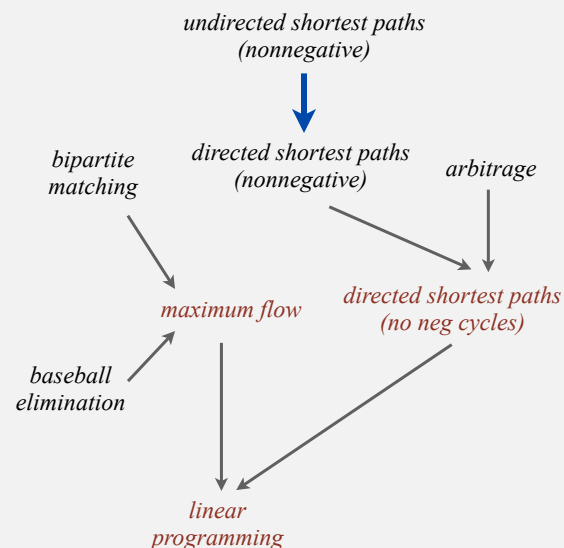 undirected shortest paths
(nonnegative)
directed shortest paths
(nonnegative)
bipartite
matching
arbitrage
maximum flow
directed shortest paths
(no neg cycles)
baseball
elimination
linear
programming